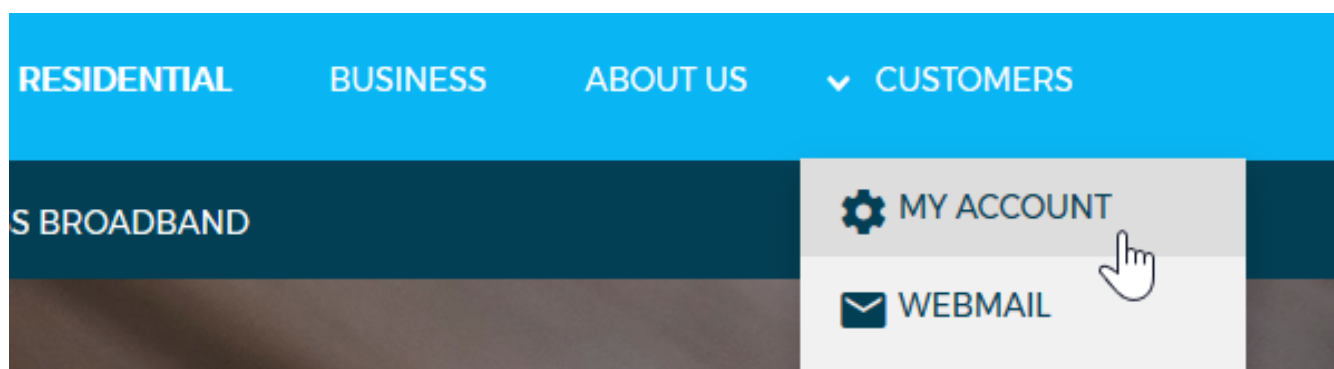 RESIDENTIAL BUSINESS ABOUT US CUSTOMERS
S BROADBAND
MY ACCOUNT
WEBMAIL